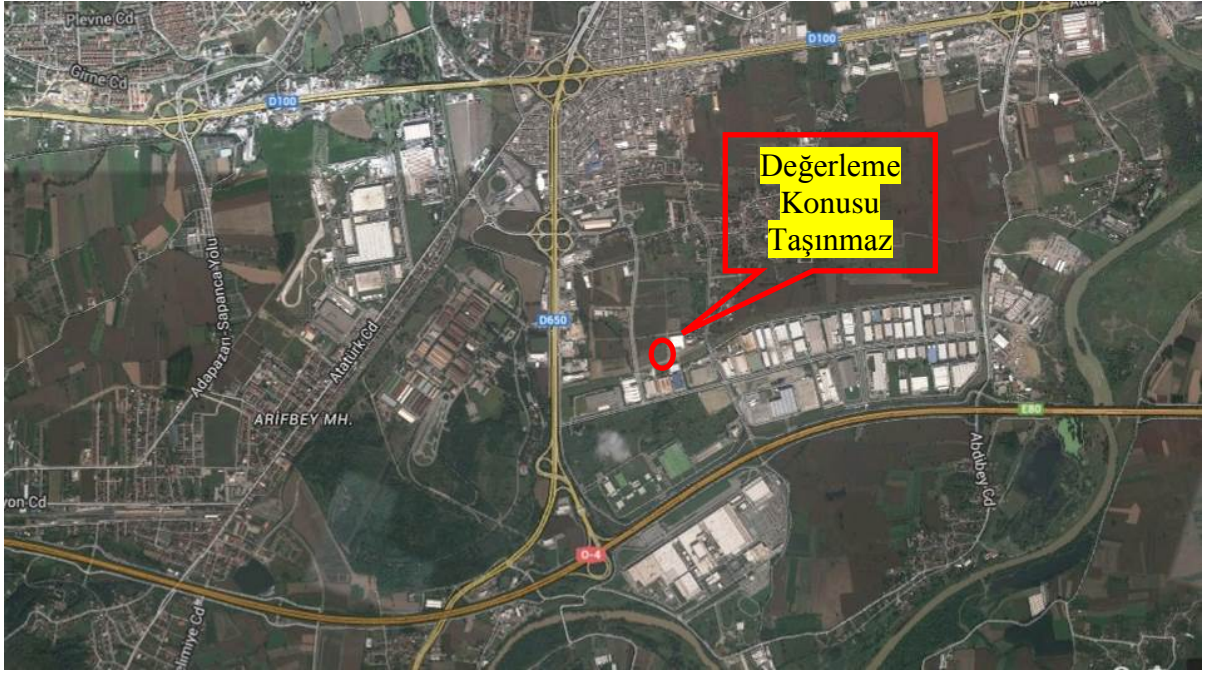 Plevne Cd
Girne Cd
D100
D100
Değerleme
Konusu
Taşınmaz
Adapazarı-Sapanca Yolu
D650
Atatürk Cd
ARİFBEY MH.
E80
Abdibey Cd
O-4